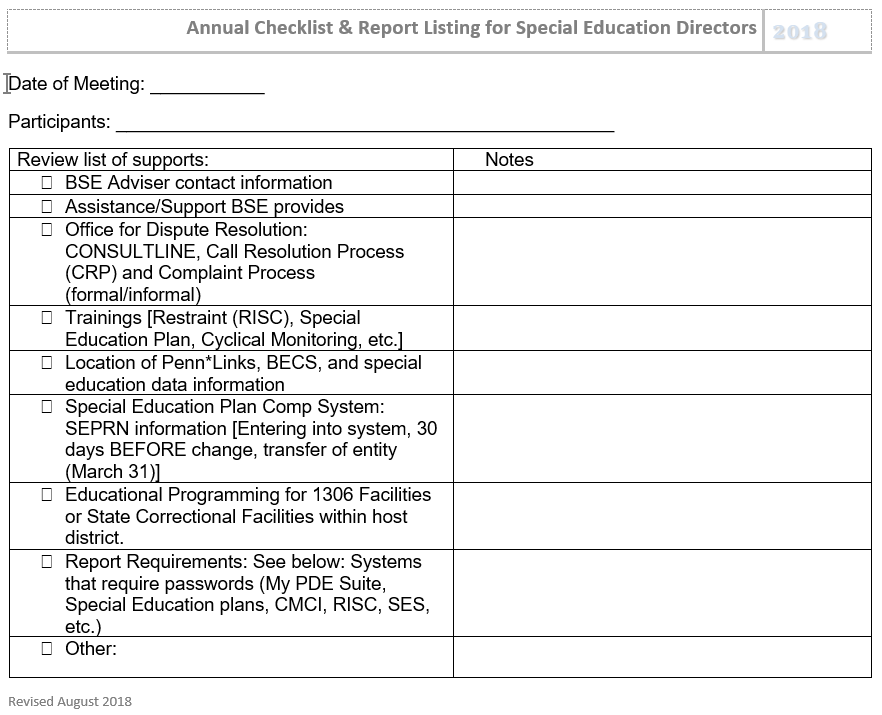 Annual Checklist & Report Listing for Special Education Directors 2018
Date of Meeting: ___________
Participants: ________________________________________________
Review list of supports: Notes
☐ BSE Adviser contact information
☐ Assistance/Support BSE provides
☐ Office for Dispute Resolution:
CONSULTLINE, Call Resolution Process
(CRP) and Complaint Process
(formal/informal)
☐ Trainings [Restraint (RISC), Special
Education Plan, Cyclical Monitoring, etc.]
☐ Location of Penn*Links, BECS, and special
education data information
☐ Special Education Plan Comp System:
SEPRN information [Entering into system, 30
days BEFORE change, transfer of entity
(March 31)]
☐ Educational Programming for 1306 Facilities
or State Correctional Facilities within host
district.
☐ Report Requirements: See below: Systems
that require passwords (My PDE Suite,
Special Education plans, CMCI, RISC, SES,
etc.)
☐ Other:
Revised August 2018